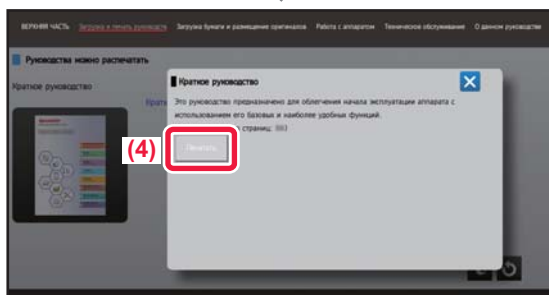 ВЕРХНЯЯ ЧАСТЬ Загрузка и печать руководств Загрузка бумаги и размещение оригиналов Работа с аппаратом Техническое обслуживание О данном руководстве
Руководства можно распечатать
Краткое руководство
Кратк
Краткое руководство
Это руководство предназначено для облегчения начала эксплуатации аппарата с
использованием его базовых и наиболее удобных функций.
страниц:
(4)
Печатать